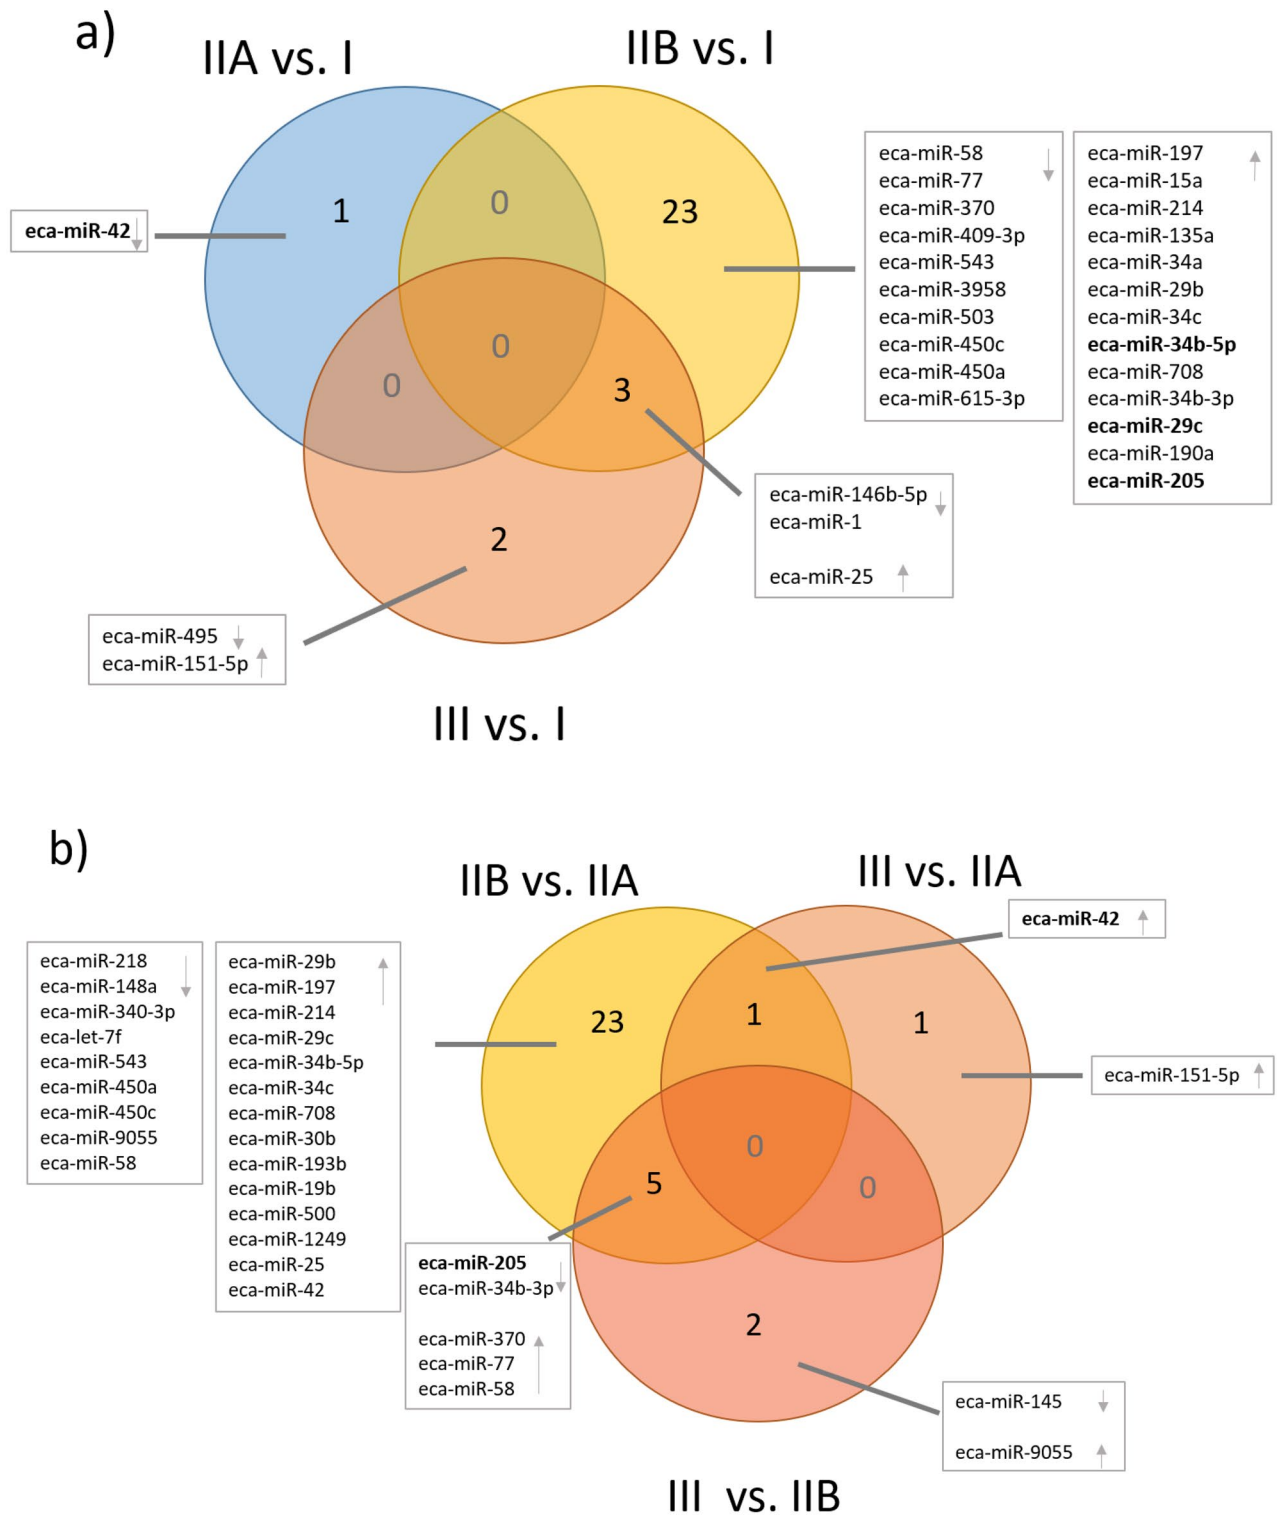 a)
IIA vs. I
IIB vs. I
1
0
23
0
0
3
2
eca-miR-42
eca-miR-58
eca-miR-77
eca-miR-370
eca-miR-409-3p
eca-miR-543
eca-miR-3958
eca-miR-503
eca-miR-450c
eca-miR-450a
eca-miR-615-3p
eca-miR-197
eca-miR-15a
eca-miR-214
eca-miR-135a
eca-miR-34a
eca-miR-29b
eca-miR-34c
eca-miR-34b-5p
eca-miR-708
eca-miR-34b-3p
eca-miR-29c
eca-miR-190a
eca-miR-205
eca-miR-146b-5p
eca-miR-1
eca-miR-25
eca-miR-495
eca-miR-151-5p
III vs. I
b)
IIB vs. IIA
III vs. IIA
eca-miR-42
23
1
1
eca-miR-151-5p
0
5
0
2
eca-miR-218
eca-miR-148a
eca-miR-340-3p
eca-let-7f
eca-miR-543
eca-miR-450a
eca-miR-450c
eca-miR-9055
eca-miR-58
eca-miR-29b
eca-miR-197
eca-miR-214
eca-miR-29c
eca-miR-34b-5p
eca-miR-34c
eca-miR-708
eca-miR-30b
eca-miR-193b
eca-miR-19b
eca-miR-500
eca-miR-1249
eca-miR-25
eca-miR-42
eca-miR-205
eca-miR-34b-3p
eca-miR-370
eca-miR-77
eca-miR-58
eca-miR-145
eca-miR-9055
III vs. IIB